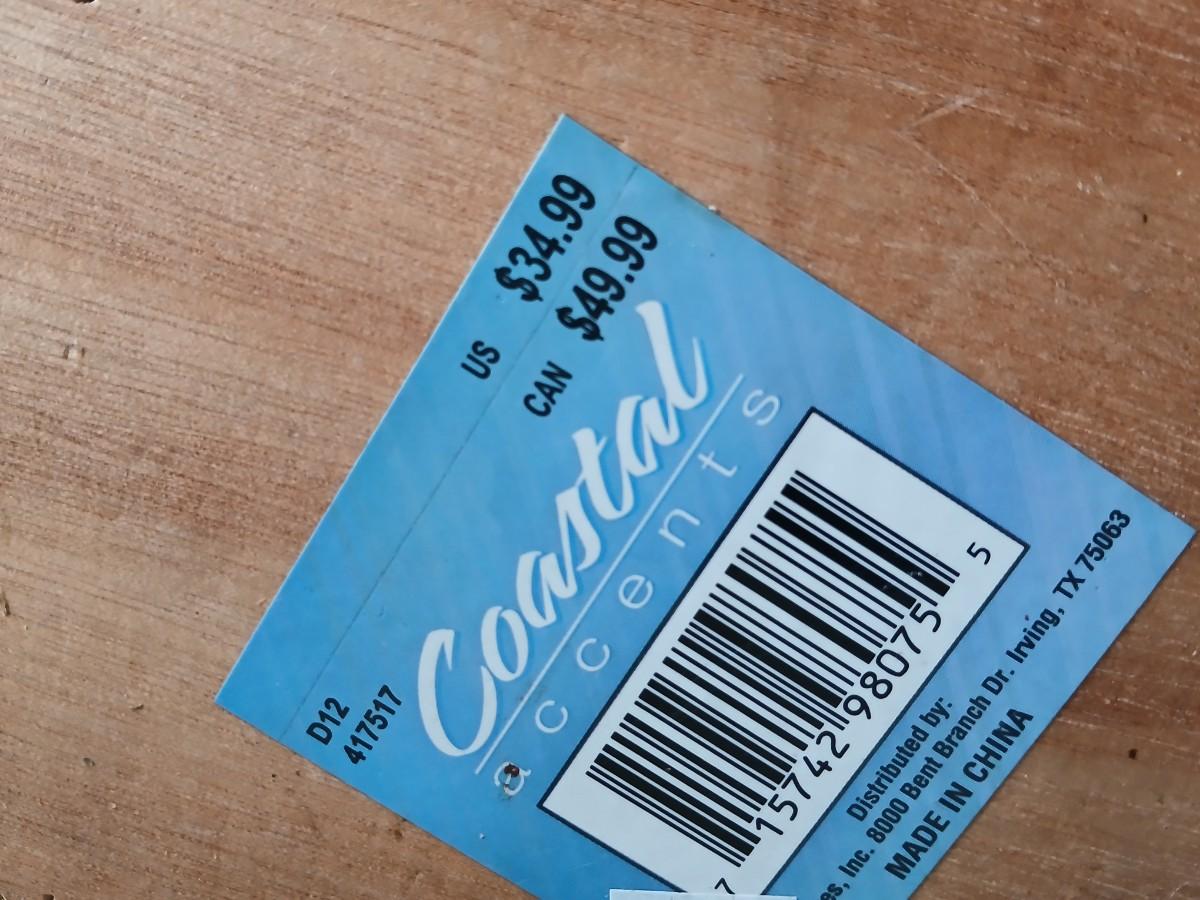 US $34.99
CAN $49.99
Coastal
accents
D12
417517
7 15742 98075 5
Distributed by:
Inc. 8000 Bent Branch Dr. Irving, TX 75063
MADE IN CHINA